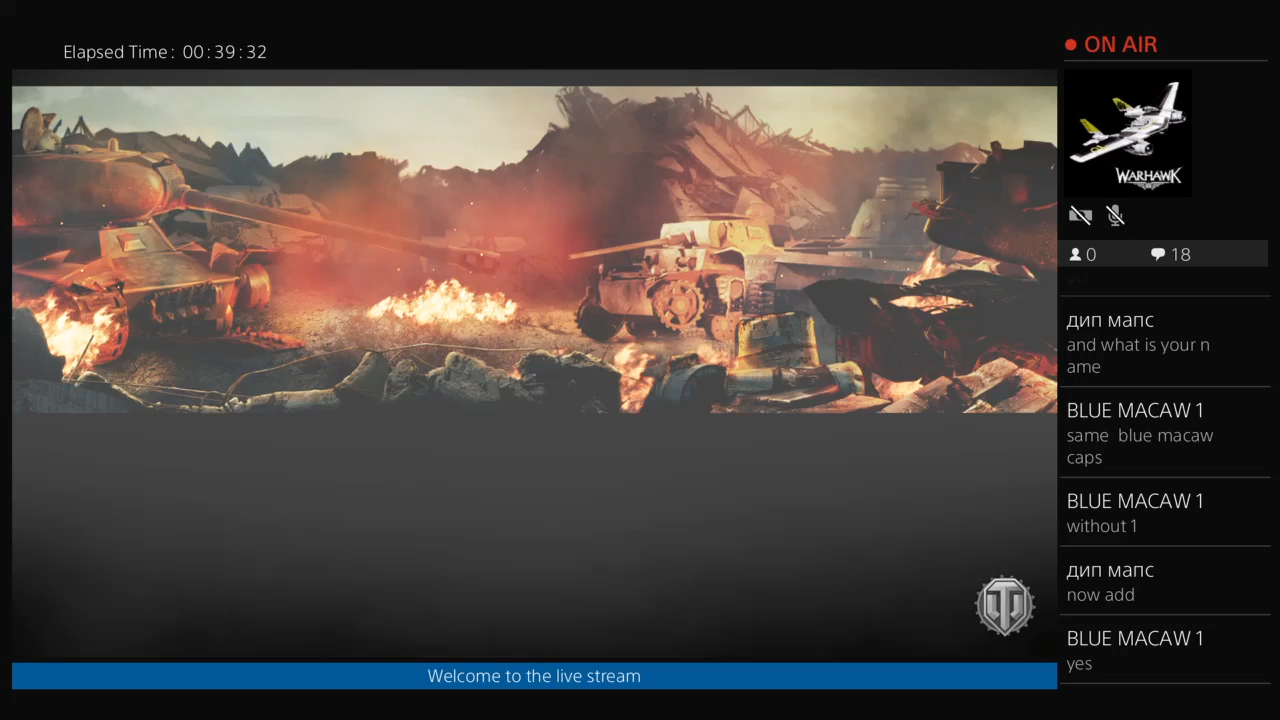 Elapsed Time: 00:39:32
ON AIR
WARHAWK
0
18
дип мапс
and what is your n
ame
BLUE MACAW 1
same  blue macaw
caps
BLUE MACAW 1
without 1
дип мапс
now add
BLUE MACAW 1
yes
Welcome to the live stream